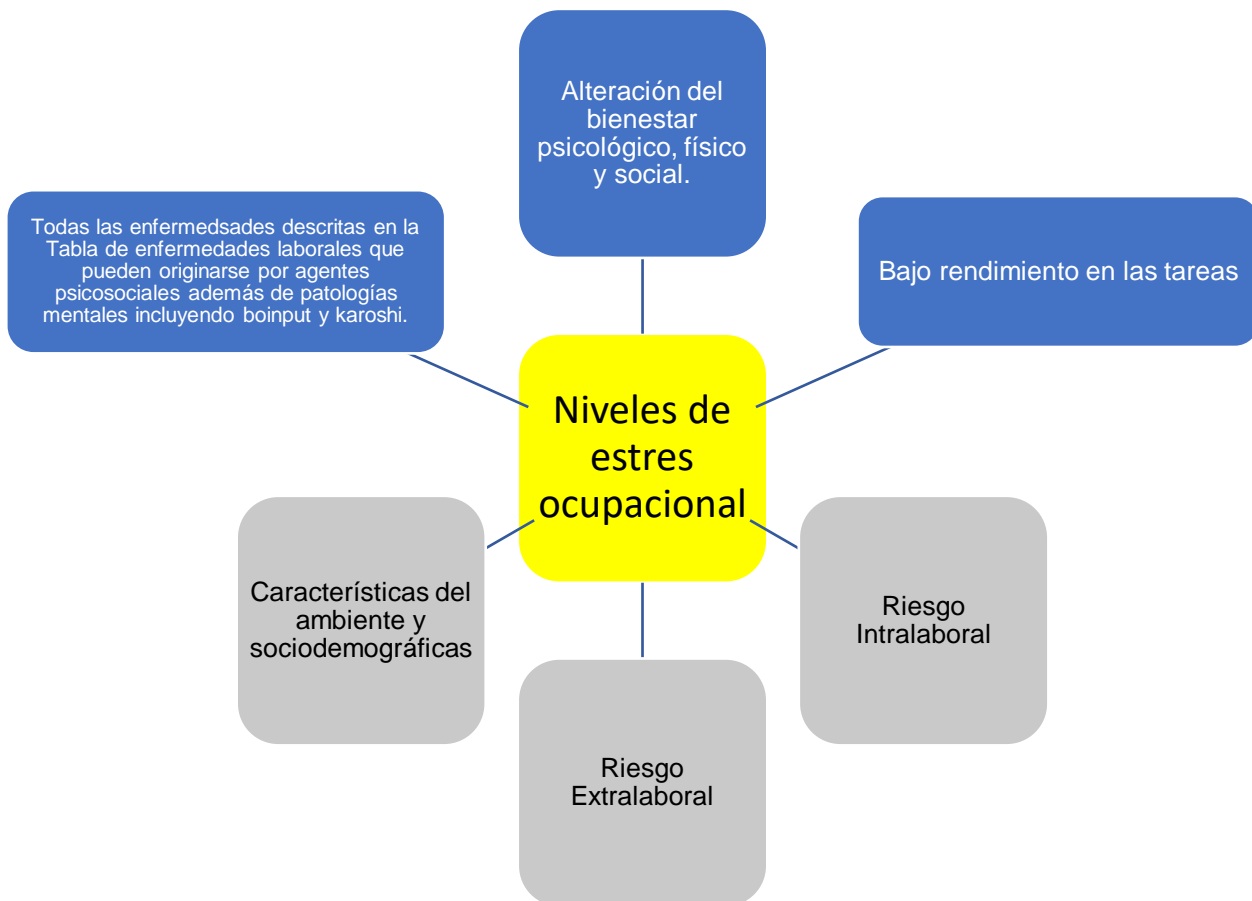 Alteración del
bienestar
psicológico, físico
y social.
Todas las enfermedsades descritas en la
Tabla de enfermedades laborales que
pueden originarse por agentes
psicosociales además de patologías
mentales incluyendo boinput y karoshi.
Bajo rendimiento en las tareas
Niveles de
estres
ocupacional
Características del
ambiente y
sociodemográficas
Riesgo
Intralaboral
Riesgo
Extralaboral